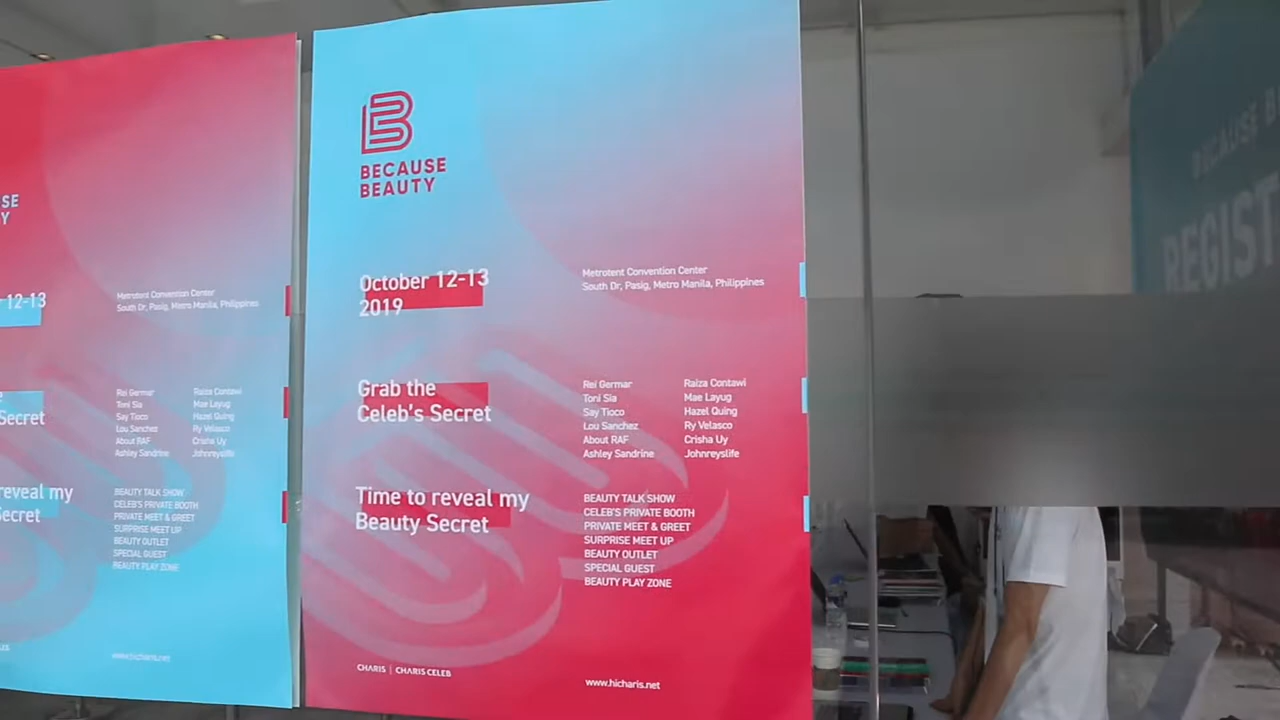 SE
Y
12-13
Metrotent Convention Center
South Dr, Pasig, Metro Manila, Philippines
Secret
Rei Germar
Toni Sia
Say Tioco
Lou Sanchez
About RAF
Ashley Sandrine
Raiza Contawi
Mae Layug
Hazel Quing
Ry Velasco
Crisha Uy
Johnreyslife
reveal my
Secret
BEAUTY TALK SHOW
CELEB'S PRIVATE BOOTH
PRIVATE MEET & GREET
SURPRISE MEET UP
BEAUTY OUTLET
SPECIAL GUEST
BEAUTY PLAY ZONE
www.hicharis.net
BECAUSE
BEAUTY
October 12-13
2019
Metrotent Convention Center
South Dr, Pasig, Metro Manila, Philippines
Grab the
Celeb's Secret
Rei Germar
Toni Sia
Say Tioco
Lou Sanchez
About RAF
Ashley Sandrine
Raiza Contawi
Mae Layug
Hazel Quing
Ry Velasco
Crisha Uy
Johnreyslife
Time to reveal my
Beauty Secret
BEAUTY TALK SHOW
CELEB'S PRIVATE BOOTH
PRIVATE MEET & GREET
SURPRISE MEET UP
BEAUTY OUTLET
SPECIAL GUEST
BEAUTY PLAY ZONE
CHARIS | CHARIS CELEB
www.hicharis.net
BECAUSE B
REGIST